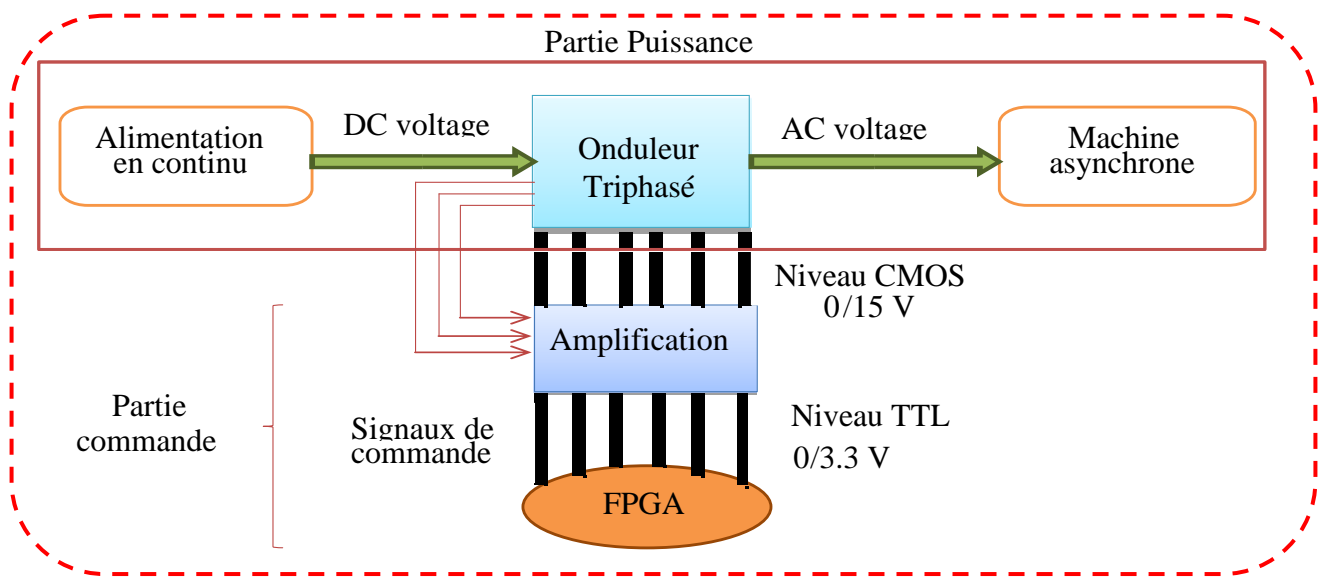 Partie Puissance
Alimentation
en continu
DC voltage
Onduleur
Triphasé
AC voltage
Machine
asynchrone
Niveau CMOS
0/15 V
Amplification
Partie
commande
Signaux de
commande
Niveau TTL
0/3.3 V
FPGA